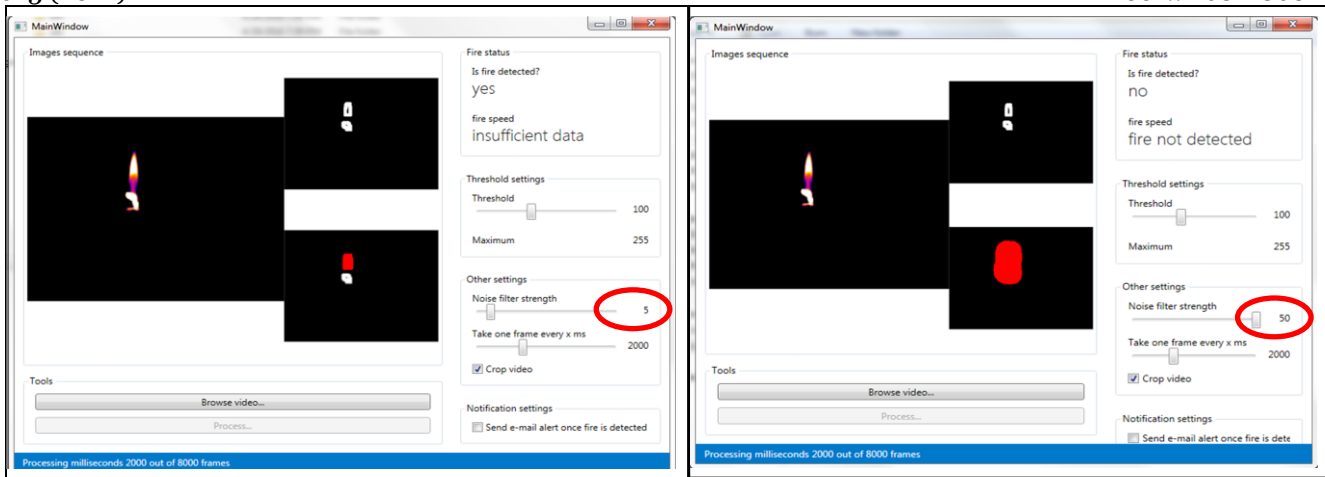 MainWindow
Images sequence
Fire status
Is fire detected?
yes
fire speed
insufficient data
Threshold settings
Threshold
100
Maximum
255
Other settings
Noise filter strength
5
Take one frame every x ms
2000
Crop video
Tools
Browse video...
Process...
Notification settings
Send e-mail alert once fire is detected
Processing milliseconds 2000 out of 8000 frames
MainWindow
Images sequence
Fire status
Is fire detected?
no
fire speed
fire not detected
Threshold settings
Threshold
100
Maximum
255
Other settings
Noise filter strength
50
Take one frame every x ms
2000
Crop video
Tools
Browse video...
Process...
Notification settings
Send e-mail alert once fire is dete
Processing milliseconds 2000 out of 8000 frames